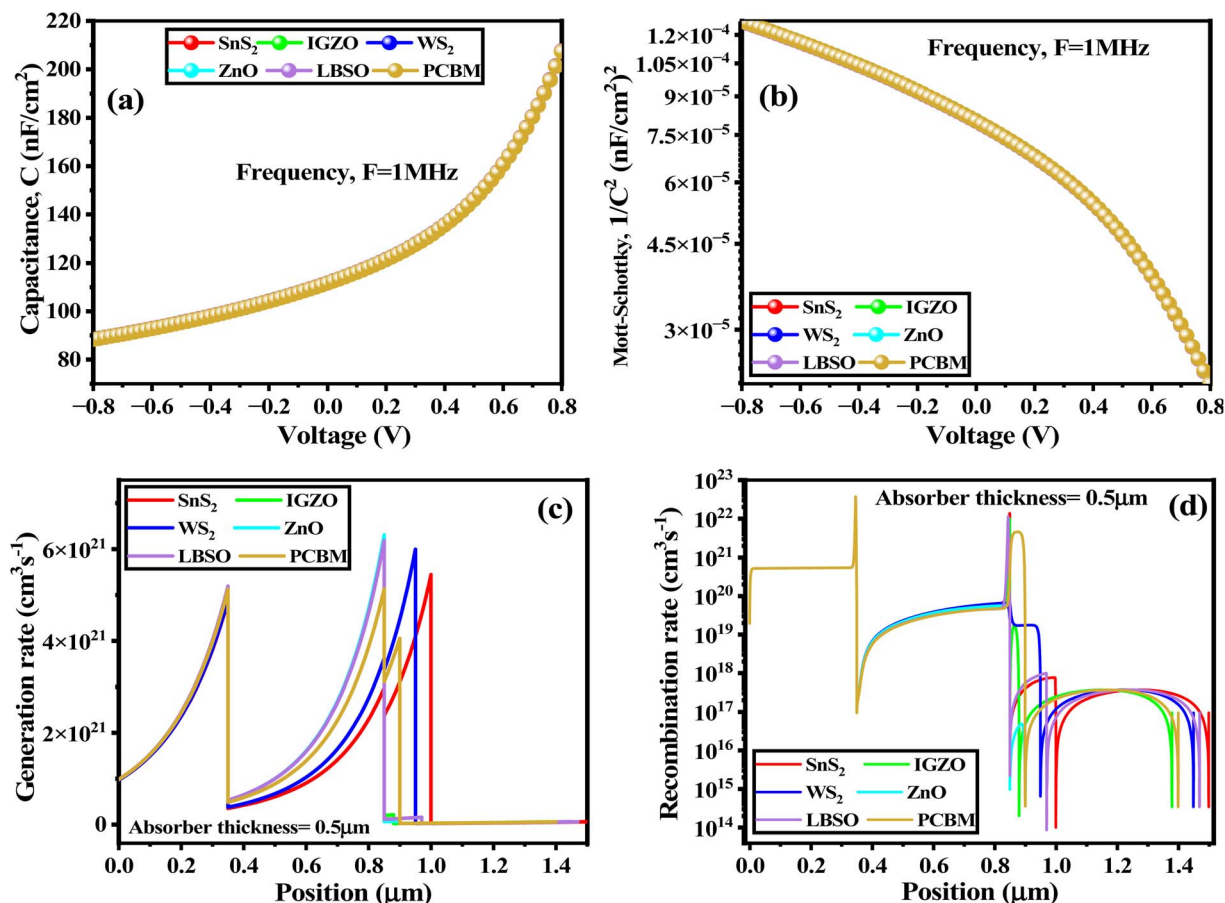 (a)
SnS₂ IGZO WS₂
ZnO LBSO PCBM
Frequency, F=1MHz
Capacitance, C (nF/cm²)
220
200
180
160
140
120
100
80
−0.8 −0.6 −0.4 −0.2 0.0 0.2 0.4 0.6 0.8
Voltage (V)
(b)
Frequency, F=1MHz
Mott-Schottky, 1/C² (nF/cm²)²
1.2×10⁻⁴
1.05×10⁻⁴
9×10⁻⁵
7.5×10⁻⁵
6×10⁻⁵
4.5×10⁻⁵
3×10⁻⁵
SnS₂ IGZO
WS₂ ZnO
LBSO PCBM
−0.8 −0.6 −0.4 −0.2 0.0 0.2 0.4 0.6 0.8
Voltage (V)
(c)
SnS₂ IGZO
WS₂ ZnO
LBSO PCBM
Generation rate (cm³s⁻¹)
6×10²¹
4×10²¹
2×10²¹
0
Absorber thickness= 0.5μm
0.0 0.2 0.4 0.6 0.8 1.0 1.2 1.4
Position (μm)
(d)
Absorber thickness= 0.5μm
Recombination rate (cm³s⁻¹)
10²³
10²²
10²¹
10²⁰
10¹⁹
10¹⁸
10¹⁷
10¹⁶
10¹⁵
10¹⁴
SnS₂ IGZO
WS₂ ZnO
LBSO PCBM
0.0 0.2 0.4 0.6 0.8 1.0 1.2 1.4
Position (μm)